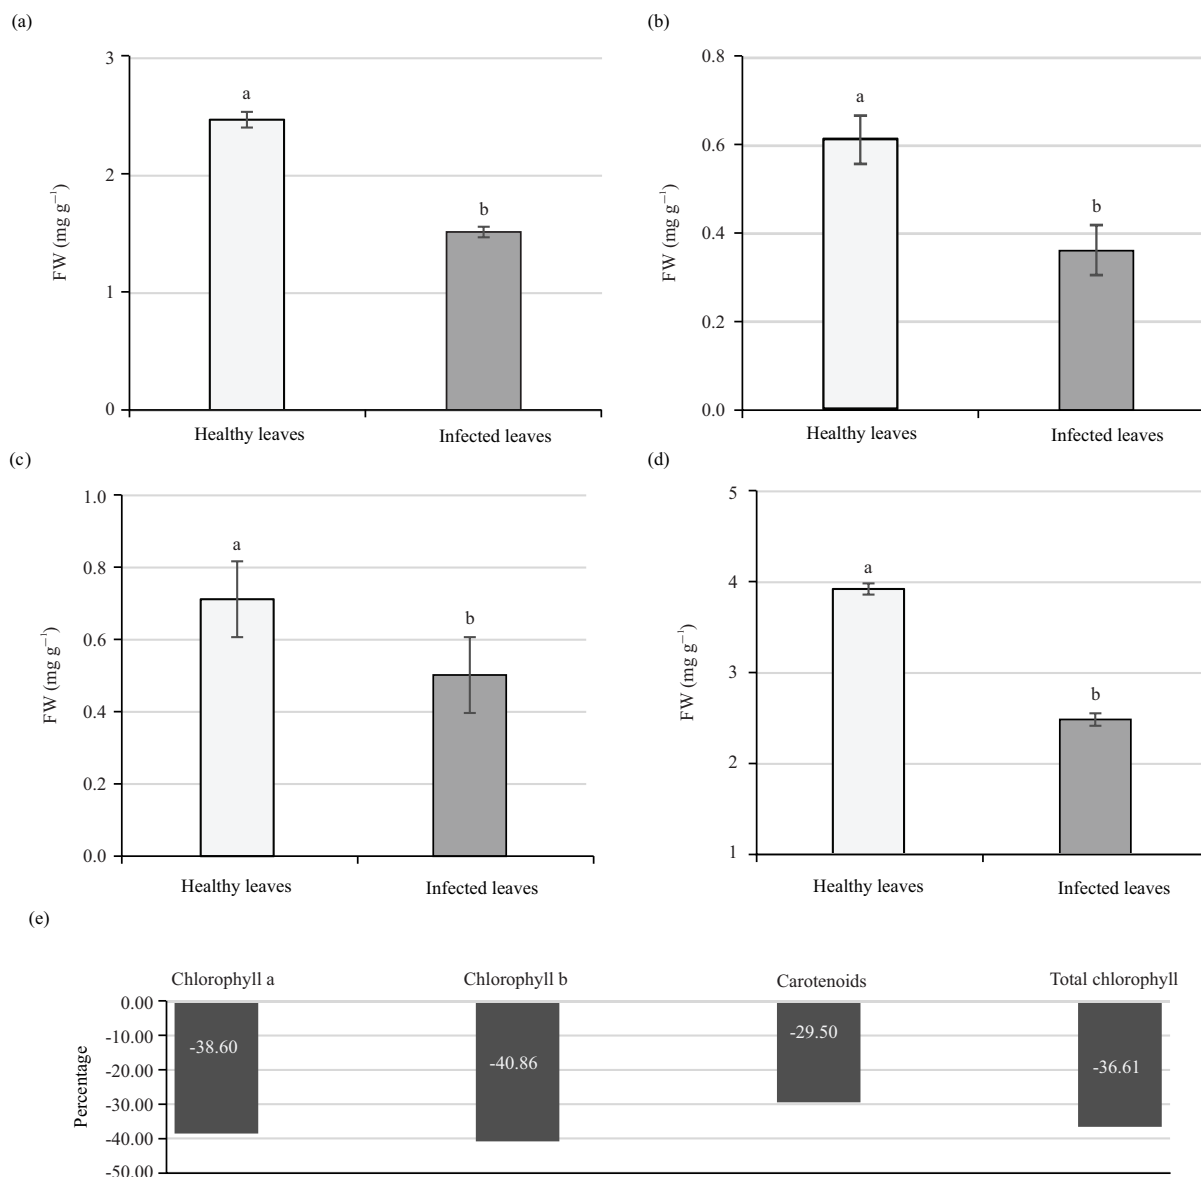 (a)
3
2
1
0
FW (mg g⁻¹)
a
b
Healthy leaves
Infected leaves
(b)
0.8
0.6
0.4
0.2
0.0
FW (mg g⁻¹)
a
b
Healthy leaves
Infected leaves
(c)
1.0
0.8
0.6
0.4
0.2
0.0
FW (mg g⁻¹)
a
b
Healthy leaves
Infected leaves
(d)
5
4
3
2
1
FW (mg g⁻¹)
a
b
Healthy leaves
Infected leaves
(e)
Chlorophyll a
Chlorophyll b
Carotenoids
Total chlorophyll
0.00
-10.00
-20.00
-30.00
-40.00
-50.00
Percentage
-38.60
-40.86
-29.50
-36.61